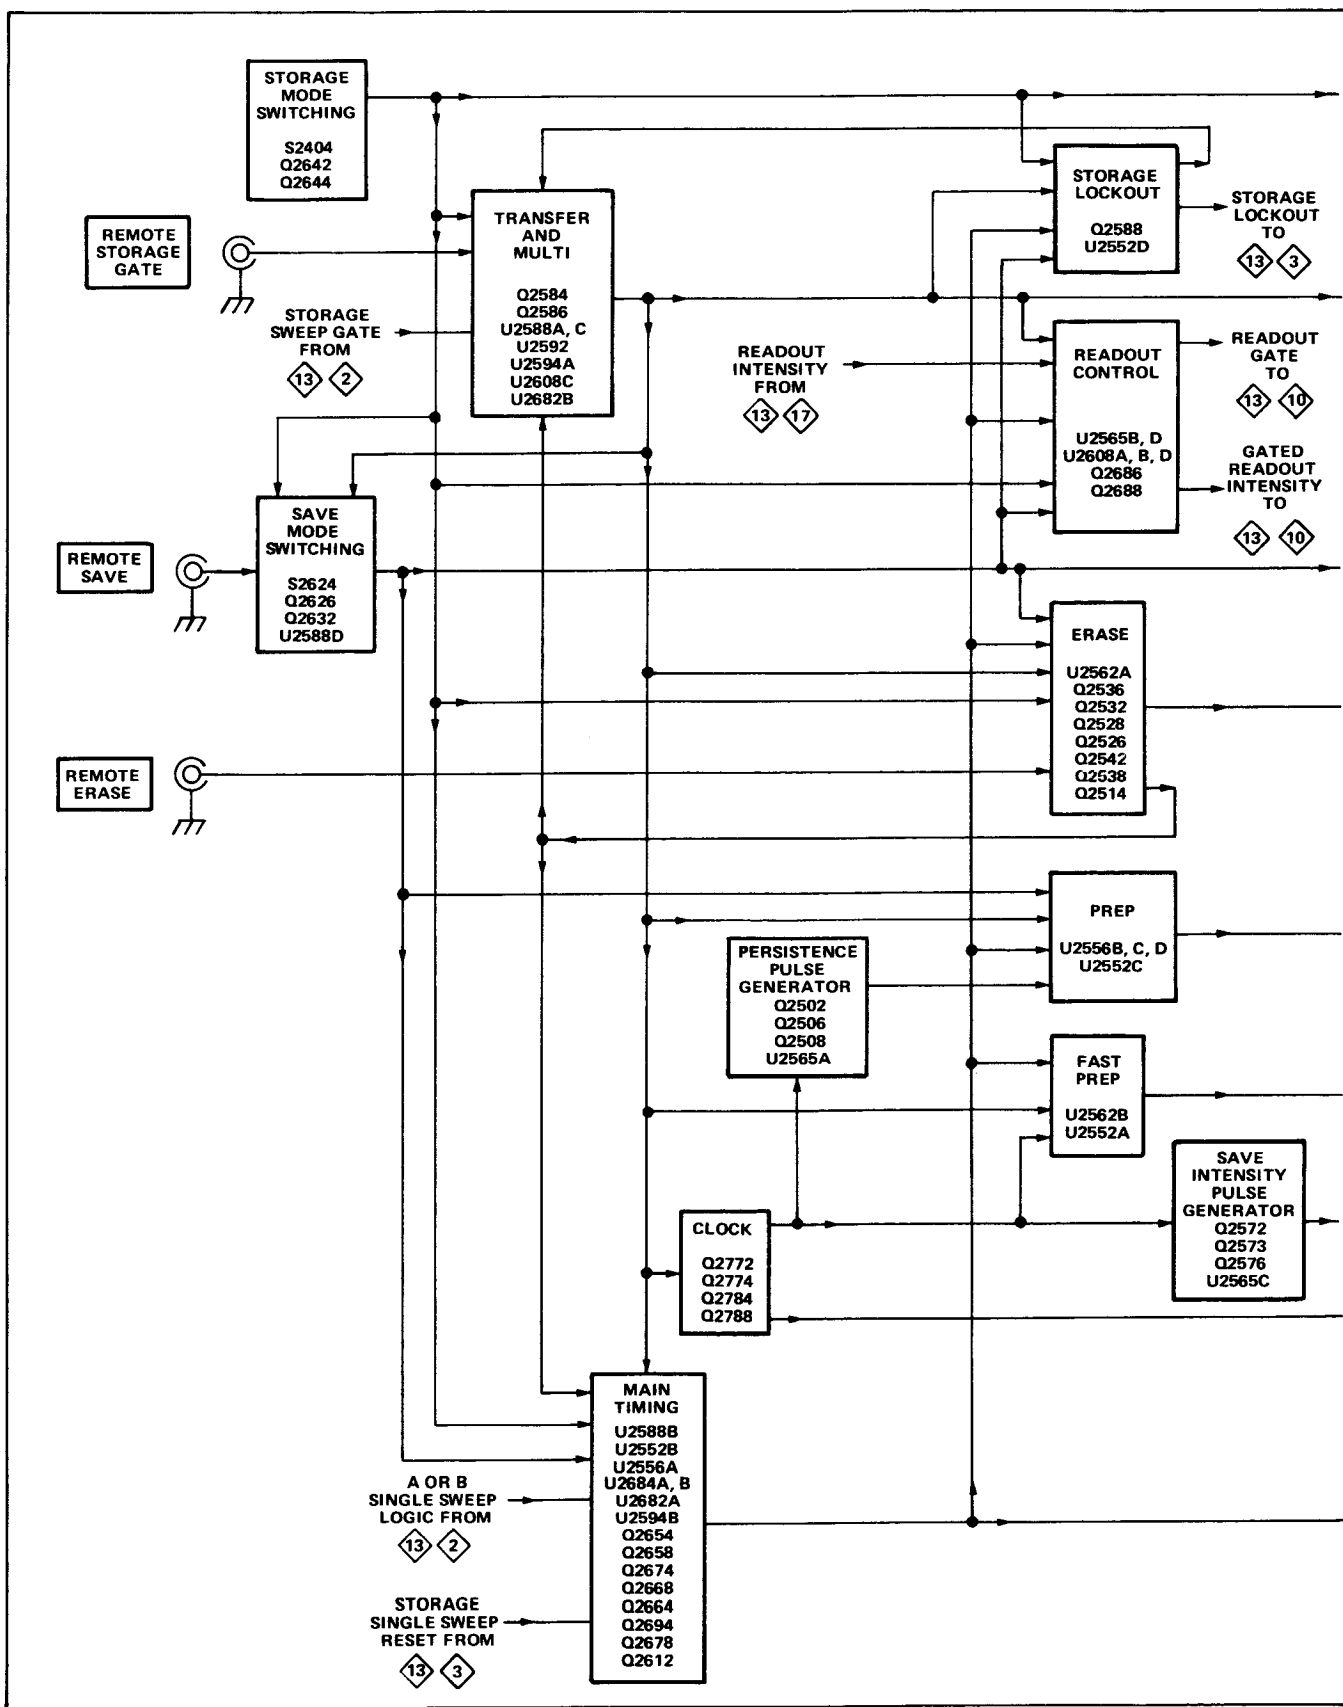 STORAGE
MODE
SWITCHING
S2404
Q2642
Q2644
REMOTE
STORAGE
GATE
STORAGE
SWEEP GATE
FROM
13 2
TRANSFER
AND
MULTI
Q2584
Q2586
U2588A, C
U2592
U2594A
U2608C
U2682B
STORAGE
LOCKOUT
Q2588
U2552D
STORAGE
LOCKOUT
TO
13 3
READOUT
INTENSITY
FROM
13 17
READOUT
CONTROL
U2565B, D
U2608A, B, D
Q2686
Q2688
READOUT
GATE
TO
13 10
GATED
READOUT
INTENSITY
TO
13 10
REMOTE
SAVE
SAVE
MODE
SWITCHING
S2624
Q2626
Q2632
U2588D
ERASE
U2562A
Q2536
Q2532
Q2528
Q2526
Q2542
Q2538
Q2514
REMOTE
ERASE
PREP
U2556B, C, D
U2552C
PERSISTENCE
PULSE
GENERATOR
Q2502
Q2506
Q2508
U2565A
FAST
PREP
U2562B
U2552A
SAVE
INTENSITY
PULSE
GENERATOR
Q2572
Q2573
Q2576
U2565C
CLOCK
Q2772
Q2774
Q2784
Q2788
MAIN
TIMING
U2588B
U2552B
U2556A
U2684A, B
U2682A
U2594B
Q2654
Q2658
Q2674
Q2668
Q2664
Q2694
Q2678
Q2612
A OR B
SINGLE SWEEP
LOGIC FROM
13 2
STORAGE
SINGLE SWEEP
RESET FROM
13 3